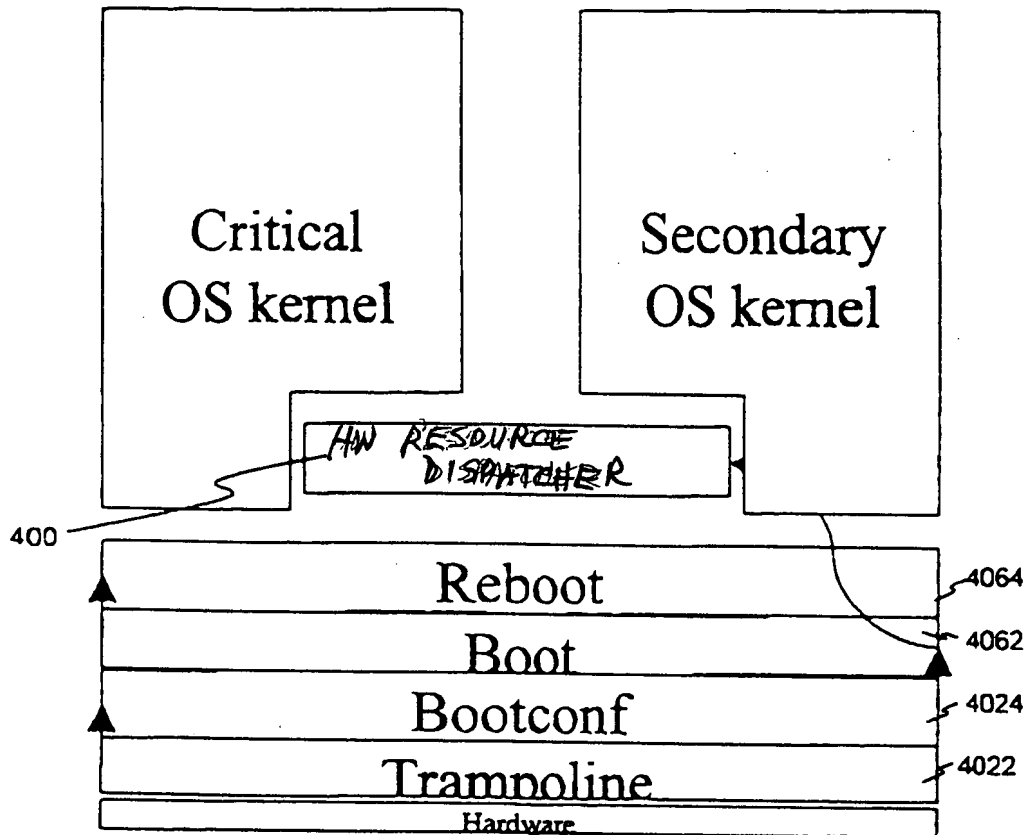 Critical
OS kernel
Secondary
OS kernel
HW RESOURCE
DISPATCHER
400
Reboot
4064
Boot
4062
Bootconf
4024
Trampoline
4022
Hardware